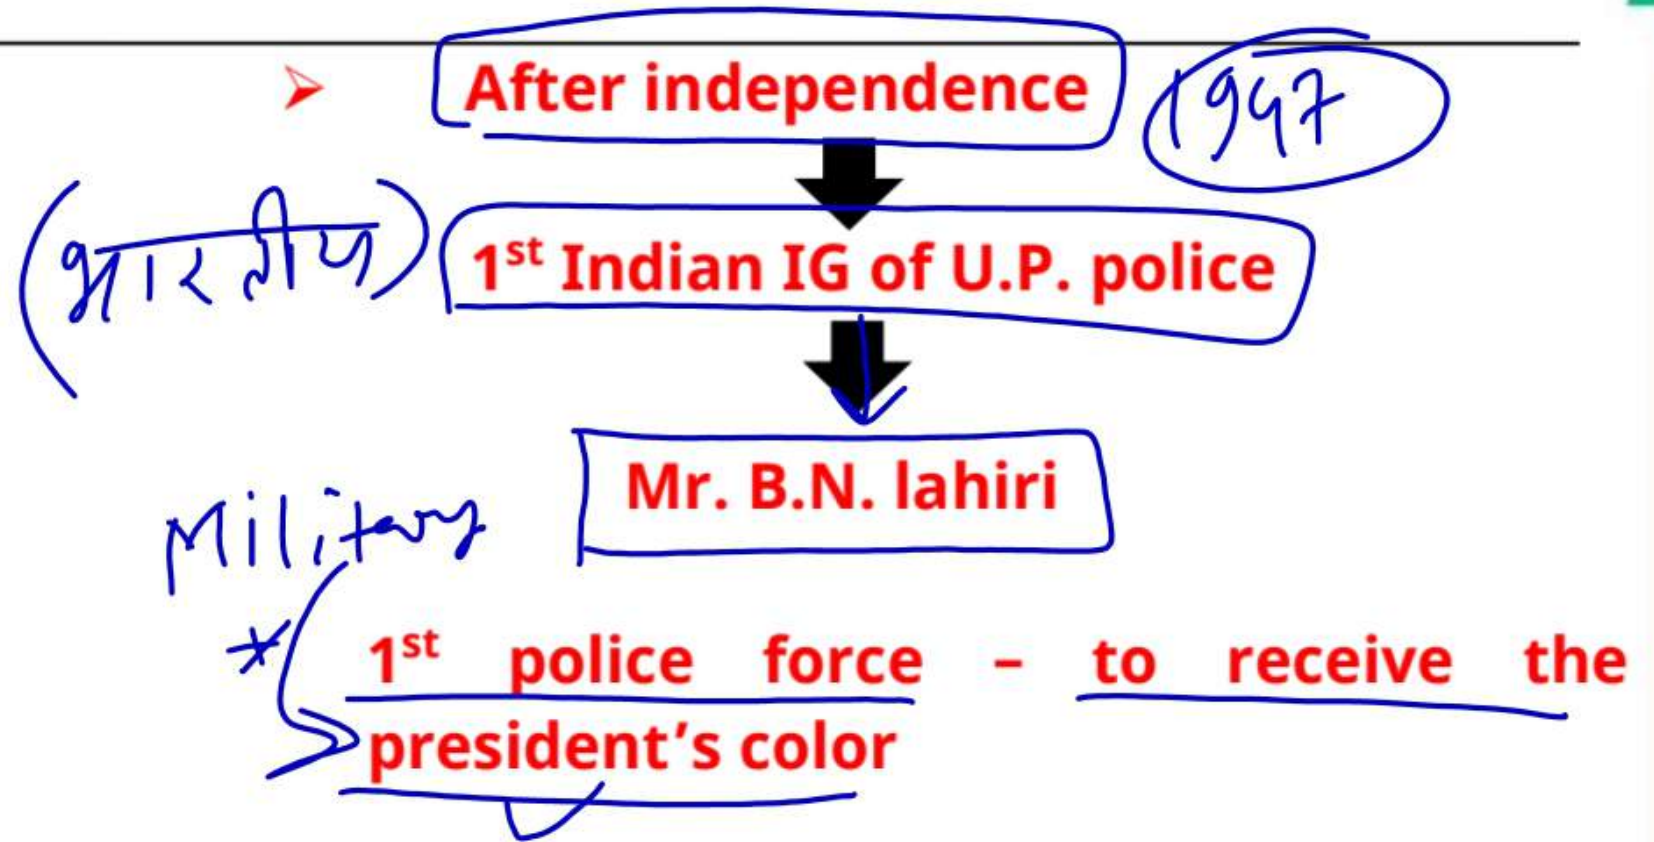 ➢ After independence 1947
(भारतीय) 1st Indian IG of U.P. police
Mr. B.N. lahiri
Military
* 1st police force – to receive the
president’s color